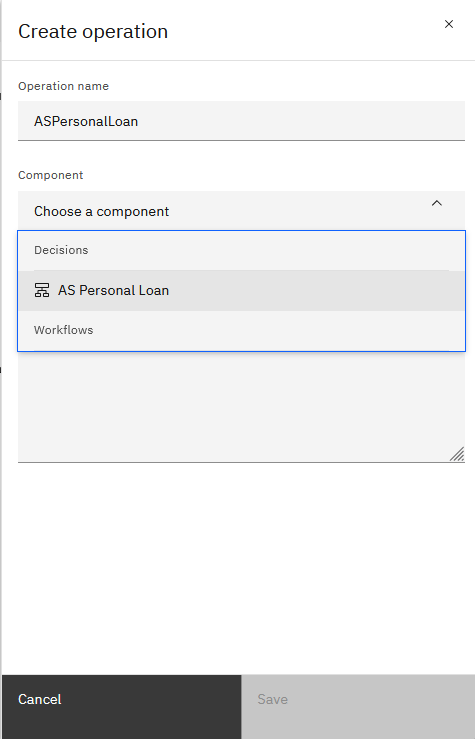 Create operation
Operation name
ASPersonalLoan
Component
Choose a component
Decisions
AS Personal Loan
Workflows
Cancel
Save